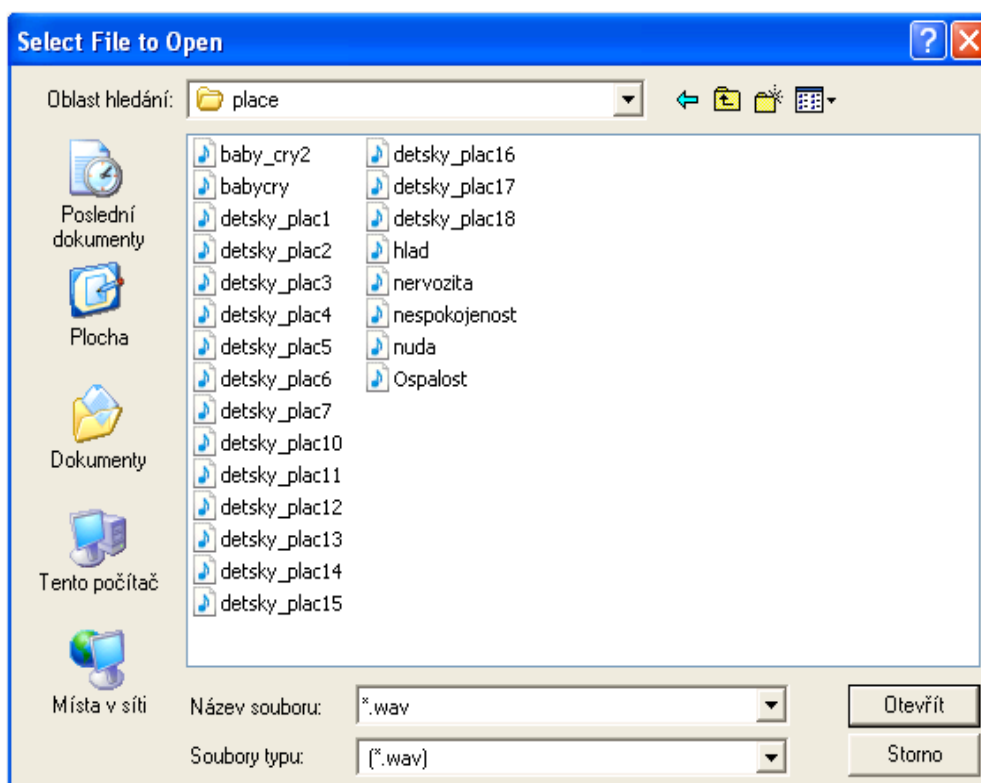 Select File to Open
Oblast hledání:
place
Poslední
dokumenty
Plocha
Dokumenty
Tento počítač
Místa v síti
baby_cry2
babycry
detsky_plac1
detsky_plac2
detsky_plac3
detsky_plac4
detsky_plac5
detsky_plac6
detsky_plac7
detsky_plac10
detsky_plac11
detsky_plac12
detsky_plac13
detsky_plac14
detsky_plac15
detsky_plac16
detsky_plac17
detsky_plac18
hlad
nervozita
nespokojenost
nuda
Ospalost
Název souboru:
*.wav
Otevřít
Soubory typu:
(*.wav)
Storno